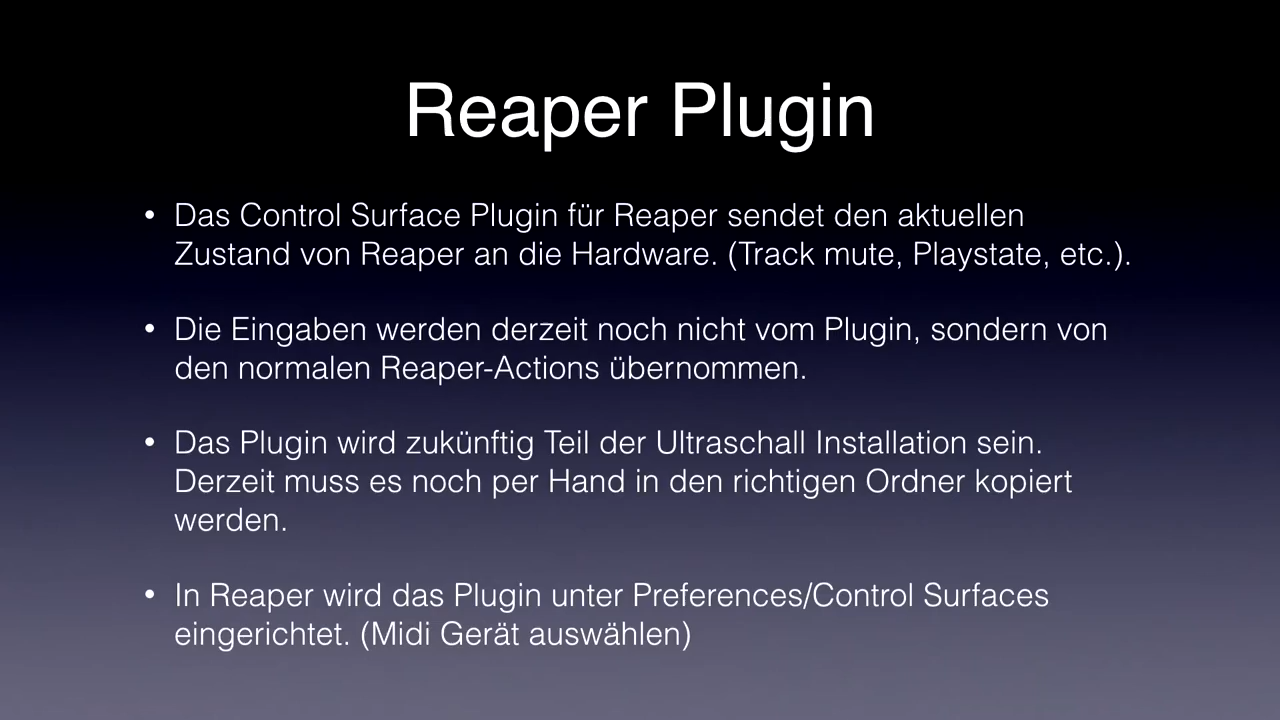 Reaper Plugin
• Das Control Surface Plugin für Reaper sendet den aktuellen
Zustand von Reaper an die Hardware. (Track mute, Playstate, etc.).
• Die Eingaben werden derzeit noch nicht vom Plugin, sondern von
den normalen Reaper-Actions übernommen.
• Das Plugin wird zukünftig Teil der Ultraschall Installation sein.
Derzeit muss es noch per Hand in den richtigen Ordner kopiert
werden.
• In Reaper wird das Plugin unter Preferences/Control Surfaces
eingerichtet. (Midi Gerät auswählen)